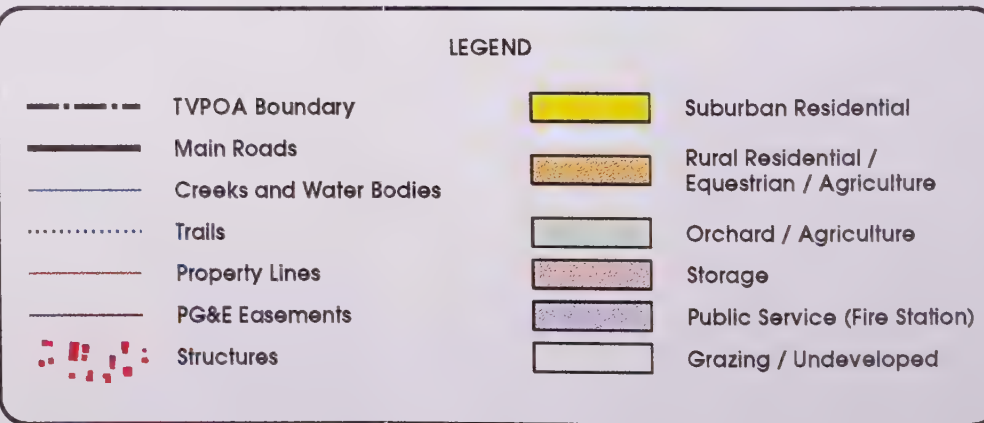 LEGEND
TVPOA Boundary
Main Roads
Creeks and Water Bodies
Trails
Property Lines
PG&E Easements
Structures
Suburban Residential
Rural Residential /
Equestrian / Agriculture
Orchard / Agriculture
Storage
Public Service (Fire Station)
Grazing / Undeveloped